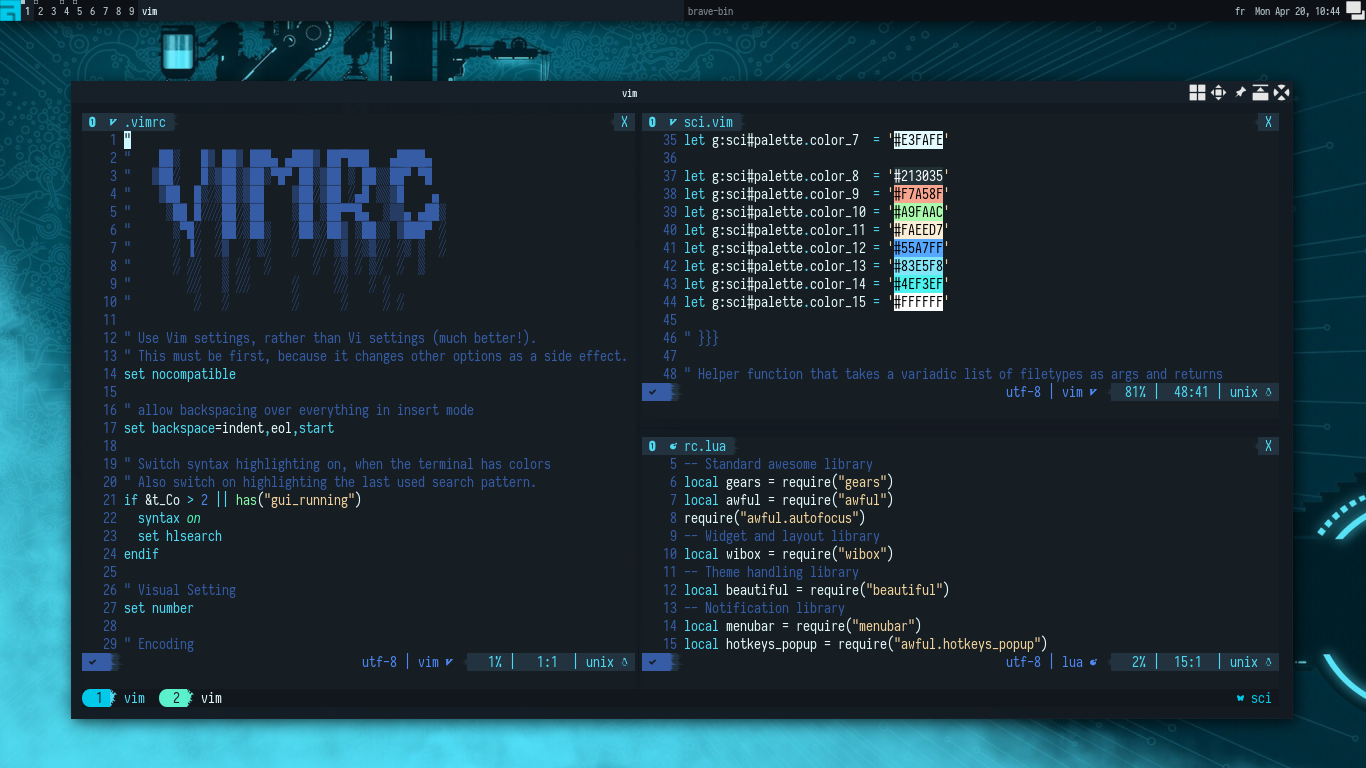 1 2 3 4 5 6 7 8 9 vim brave-bin fr Mon Apr 20, 10:44
vim
0 .vimrc X
1 "
2 "
3 "
4 "
5 "
6 "
7 "
8 "
9 "
10 "
VIMRC
11
12 " Use Vim settings, rather than Vi settings (much better!).
13 " This must be first, because it changes other options as a side effect.
14 set nocompatible
15
16 " allow backspacing over everything in insert mode
17 set backspace=indent,eol,start
18
19 " Switch syntax highlighting on, when the terminal has colors
20 " Also switch on highlighting the last used search pattern.
21 if &t_Co > 2 || has("gui_running")
22   syntax on
23   set hlsearch
24 endif
25
26 " Visual Setting
27 set number
28
29 " Encoding
utf-8 | vim 1% | 1:1 | unix
0 sci.vim X
35 let g:sci#palette.color_7  = '#E3FAFE'
36
37 let g:sci#palette.color_8  = '#213035'
38 let g:sci#palette.color_9  = '#F7A58F'
39 let g:sci#palette.color_10 = '#A9FAAC'
40 let g:sci#palette.color_11 = '#FAEED7'
41 let g:sci#palette.color_12 = '#55A7FF'
42 let g:sci#palette.color_13 = '#83E5F8'
43 let g:sci#palette.color_14 = '#4EF3EF'
44 let g:sci#palette.color_15 = '#FFFFFF'
45
46 " }}}
47
48 " Helper function that takes a variadic list of filetypes as args and returns
utf-8 | vim 81% | 48:41 | unix
0 rc.lua X
5 -- Standard awesome library
6 local gears = require("gears")
7 local awful = require("awful")
8 require("awful.autofocus")
9 -- Widget and layout library
10 local wibox = require("wibox")
11 -- Theme handling library
12 local beautiful = require("beautiful")
13 -- Notification library
14 local menubar = require("menubar")
15 local hotkeys_popup = require("awful.hotkeys_popup")
utf-8 | lua 2% | 15:1 | unix
1 vim 2 vim sci